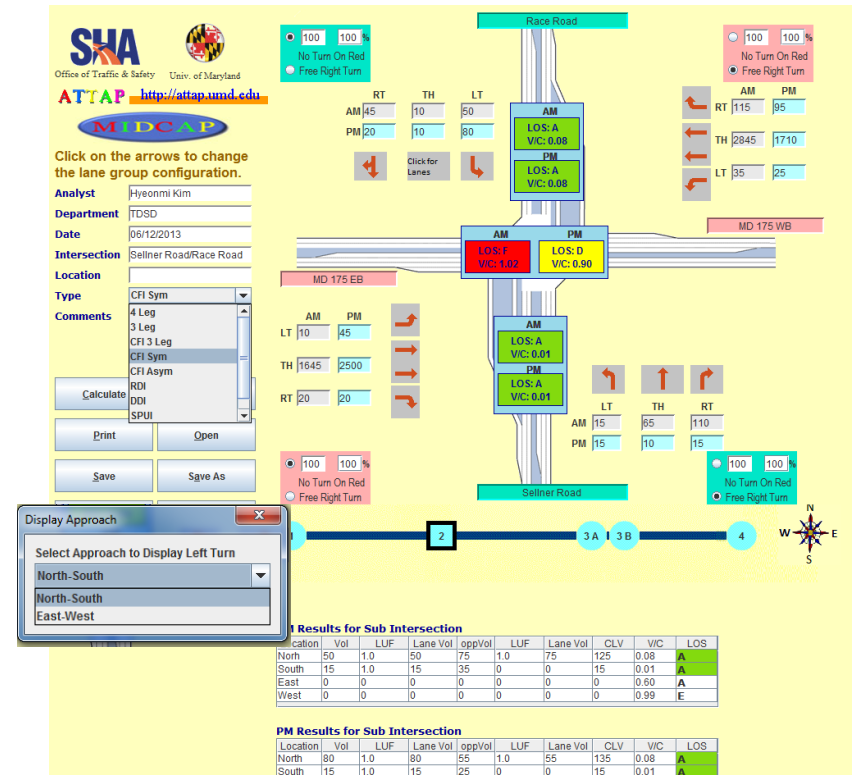 SHA
Office of Traffic & Safety
Univ. of Maryland
ATTAP http://attap.umd.edu
MIDCAP
Click on the arrows to change
the lane group configuration.
Analyst Hyeonmi Kim
Department TDSD
Date 06/12/2013
Intersection Sellner Road/Race Road
Location
Type CFI Sym
Comments
4 Leg
3 Leg
CFI 3 Leg
CFI Sym
CFI Asym
RDI
DDI
SPUI
Calculate
Print Open
Save Save As
Race Road
100 100 %
No Turn On Red
Free Right Turn
RT TH LT
AM 45 10 50
PM 20 10 80
Click for
Lanes
AM
LOS: A
V/C: 0.08
PM
LOS: A
V/C: 0.08
100 100
No Turn On Red
Free Right Turn
AM PM
RT 115 95
TH 2845 1710
LT 35 25
MD 175 WB
AM PM
LOS: F LOS: D
V/C: 1.02 V/C: 0.90
MD 175 EB
AM PM
LT 10 45
TH 1645 2500
RT 20 20
AM
LOS: A
V/C: 0.01
PM
LOS: A
V/C: 0.01
LT TH RT
AM 15 65 110
PM 15 10 15
100 100 %
No Turn On Red
Free Right Turn
Sellner Road
100 100 %
No Turn On Red
Free Right Turn
2 3 A 3 B 4
N
W E
S
Display Approach
Select Approach to Display Left Turn
North-South
North-South
East-West
Results for Sub Intersection
Vol LUF Lane Vol oppVol LUF Lane Vol CLV V/C LOS
Norh 50 1.0 50 75 1.0 75 125 0.08 A
South 15 1.0 15 35 0 0 15 0.01 A
East 0 0 0 0 0 0 0 0.60 A
West 0 0 0 0 0 0 0 0.99 E
PM Results for Sub Intersection
Location Vol LUF Lane Vol oppVol LUF Lane Vol CLV V/C LOS
North 80 1.0 80 55 1.0 55 135 0.08 A
South 15 1.0 15 25 0 0 15 0.01 A